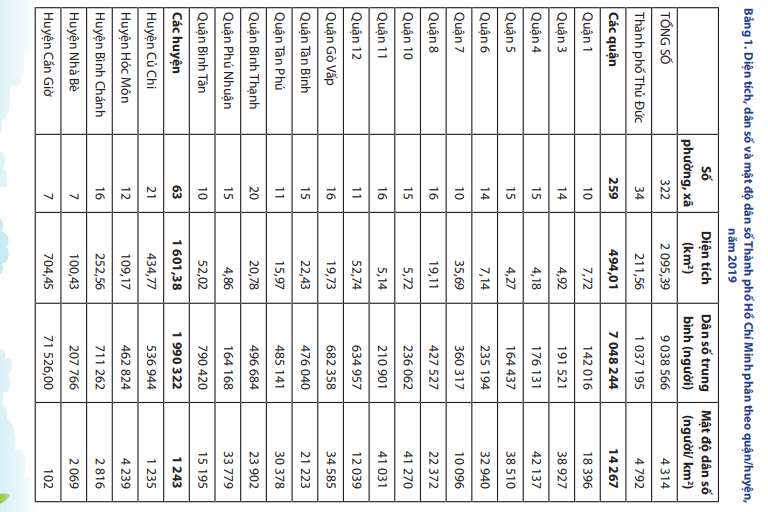 Bảng 1. Diện tích, dân số và mật độ dân số Thành phố Hồ Chí Minh phân theo quận/huyện,
năm 2019
Số phường, xã | Diện tích (km²) | Dân số trung bình (người) | Mật độ dân số (người/ km²)
TỔNG SỐ 322 2 095,39 9 038 566 4 314
Thành phố Thủ Đức 34 211,56 1 037 195 4 792
Các quận 259 494,01 7 048 244 14 267
Quận 1 10 7,72 142 016 18 396
Quận 3 14 4,92 191 521 38 927
Quận 4 15 4,18 176 131 42 137
Quận 5 15 4,27 164 437 38 510
Quận 6 14 7,14 235 194 32 940
Quận 7 10 35,69 360 317 10 096
Quận 8 16 19,11 427 527 22 372
Quận 10 15 5,72 236 062 41 270
Quận 11 16 5,14 210 901 41 031
Quận 12 11 52,74 634 957 12 039
Quận Gò Vấp 16 19,73 682 358 34 585
Quận Tân Bình 15 22,43 476 040 21 223
Quận Tân Phú 11 15,97 485 141 30 378
Quận Bình Thạnh 20 20,78 496 684 23 902
Quận Phú Nhuận 15 4,86 164 168 33 779
Quận Bình Tân 10 52,02 790 420 15 195
Các huyện 63 1 601,38 1 990 322 1 243
Huyện Củ Chi 21 434,77 536 944 1 235
Huyện Hóc Môn 12 109,17 462 824 4 239
Huyện Bình Chánh 16 252,56 711 262 2 816
Huyện Nhà Bè 7 100,43 207 766 2 069
Huyện Cần Giờ 7 704,45 71 526,00 102